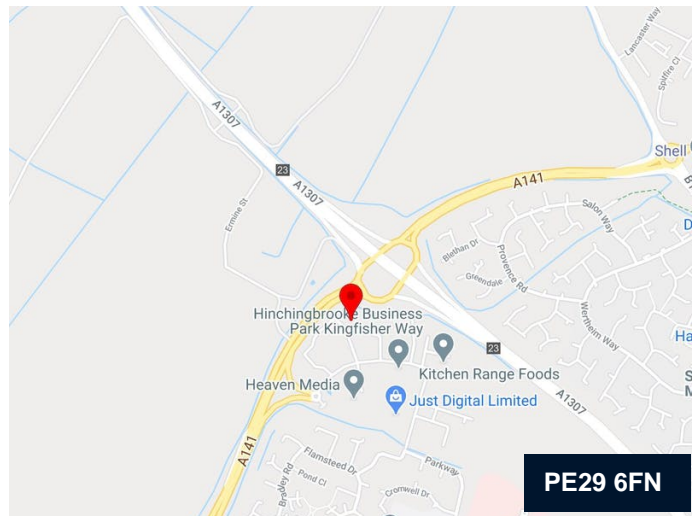 Lancaster Way
Spitfire Cl
A1307
23
Shell
A1307
A141
Ermine St
Salon Way
Blethan Dr
Provence Rd
Greendale
Wertheim Way
Hinchingbrooke Business
Park Kingfisher Way
23
Kitchen Range Foods
Heaven Media
Just Digital Limited
A1307
A141
Flamsteed Dr
Parkway
Bradley Rd
Pond Cl
Cromwell Dr
PE29 6FN